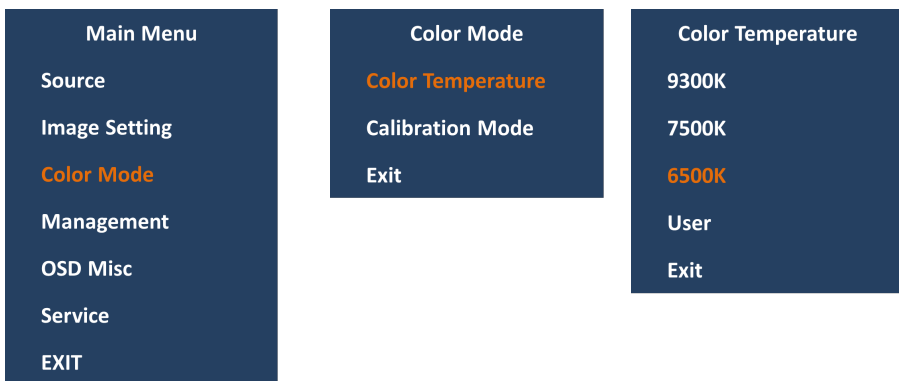 Main Menu
Source
Image Setting
Color Mode
Management
OSD Misc
Service
EXIT
Color Mode
Color Temperature
Calibration Mode
Exit
Color Temperature
9300K
7500K
6500K
User
Exit